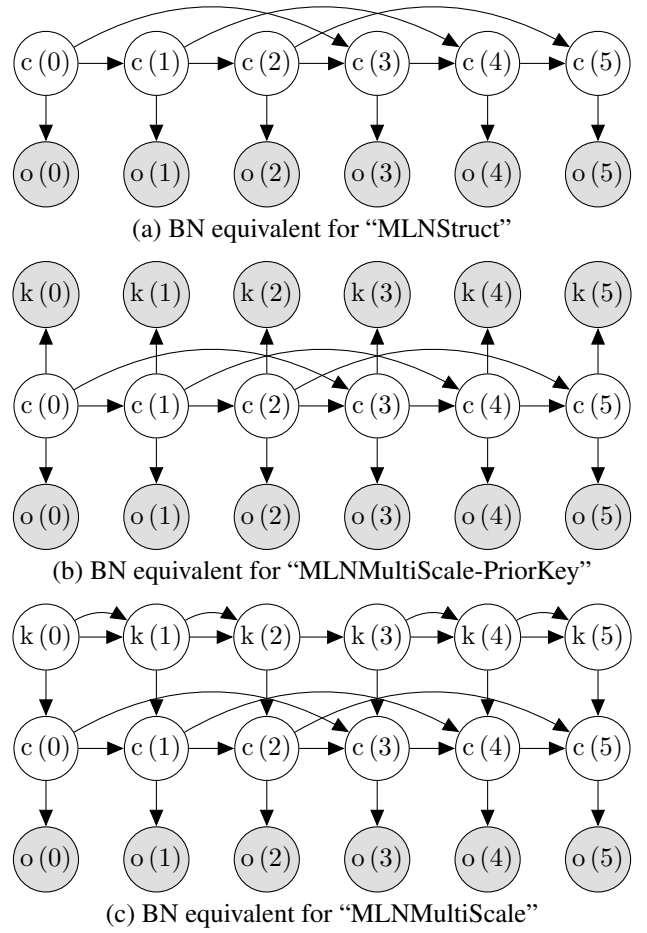 c (0) c (1) c (2) c (3) c (4) c (5)
o (0) o (1) o (2) o (3) o (4) o (5)
(a) BN equivalent for “MLNStruct”
k (0) k (1) k (2) k (3) k (4) k (5)
c (0) c (1) c (2) c (3) c (4) c (5)
o (0) o (1) o (2) o (3) o (4) o (5)
(b) BN equivalent for “MLNMultiScale-PriorKey”
k (0) k (1) k (2) k (3) k (4) k (5)
c (0) c (1) c (2) c (3) c (4) c (5)
o (0) o (1) o (2) o (3) o (4) o (5)
(c) BN equivalent for “MLNMultiScale”